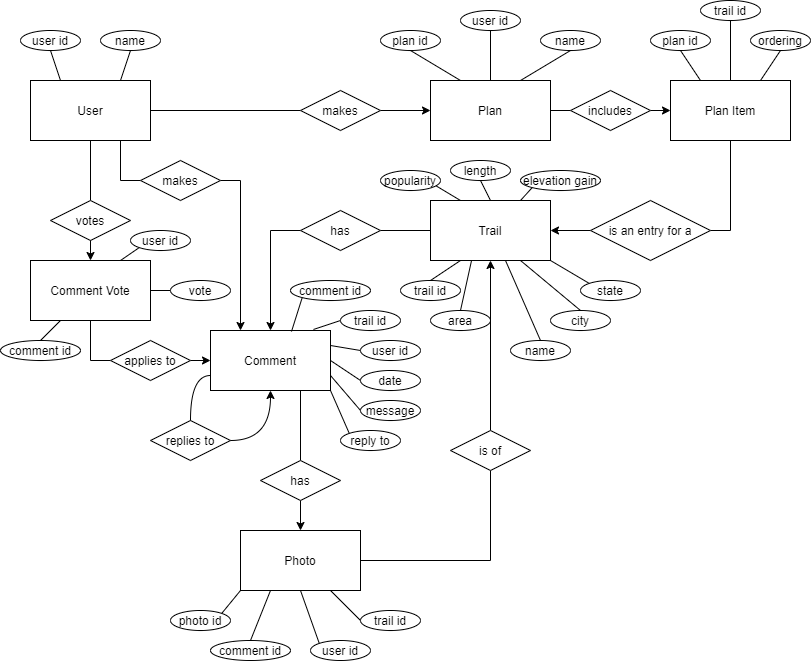 trail id
user id
user id
name
plan id
name
plan id
ordering
User
makes
Plan
includes
Plan Item
makes
popularity
length
elevation gain
votes
has
Trail
is an entry for a
user id
Comment Vote
vote
comment id
trail id
state
comment id
trail id
area
city
user id
name
applies to
Comment
date
message
replies to
reply to
is of
has
Photo
photo id
trail id
comment id
user id